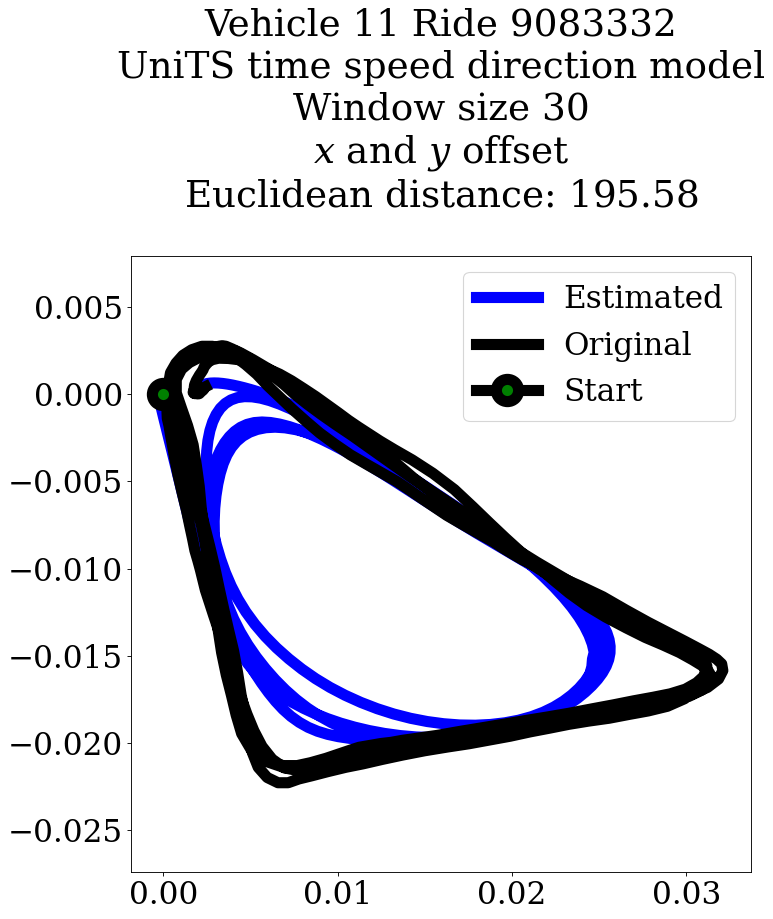 Vehicle 11 Ride 9083332
UniTS time speed direction model
Window size 30
x and y offset
Euclidean distance: 195.58
Estimated
Original
Start
0.005
0.000
−0.005
−0.010
−0.015
−0.020
−0.025
0.00 0.01 0.02 0.03